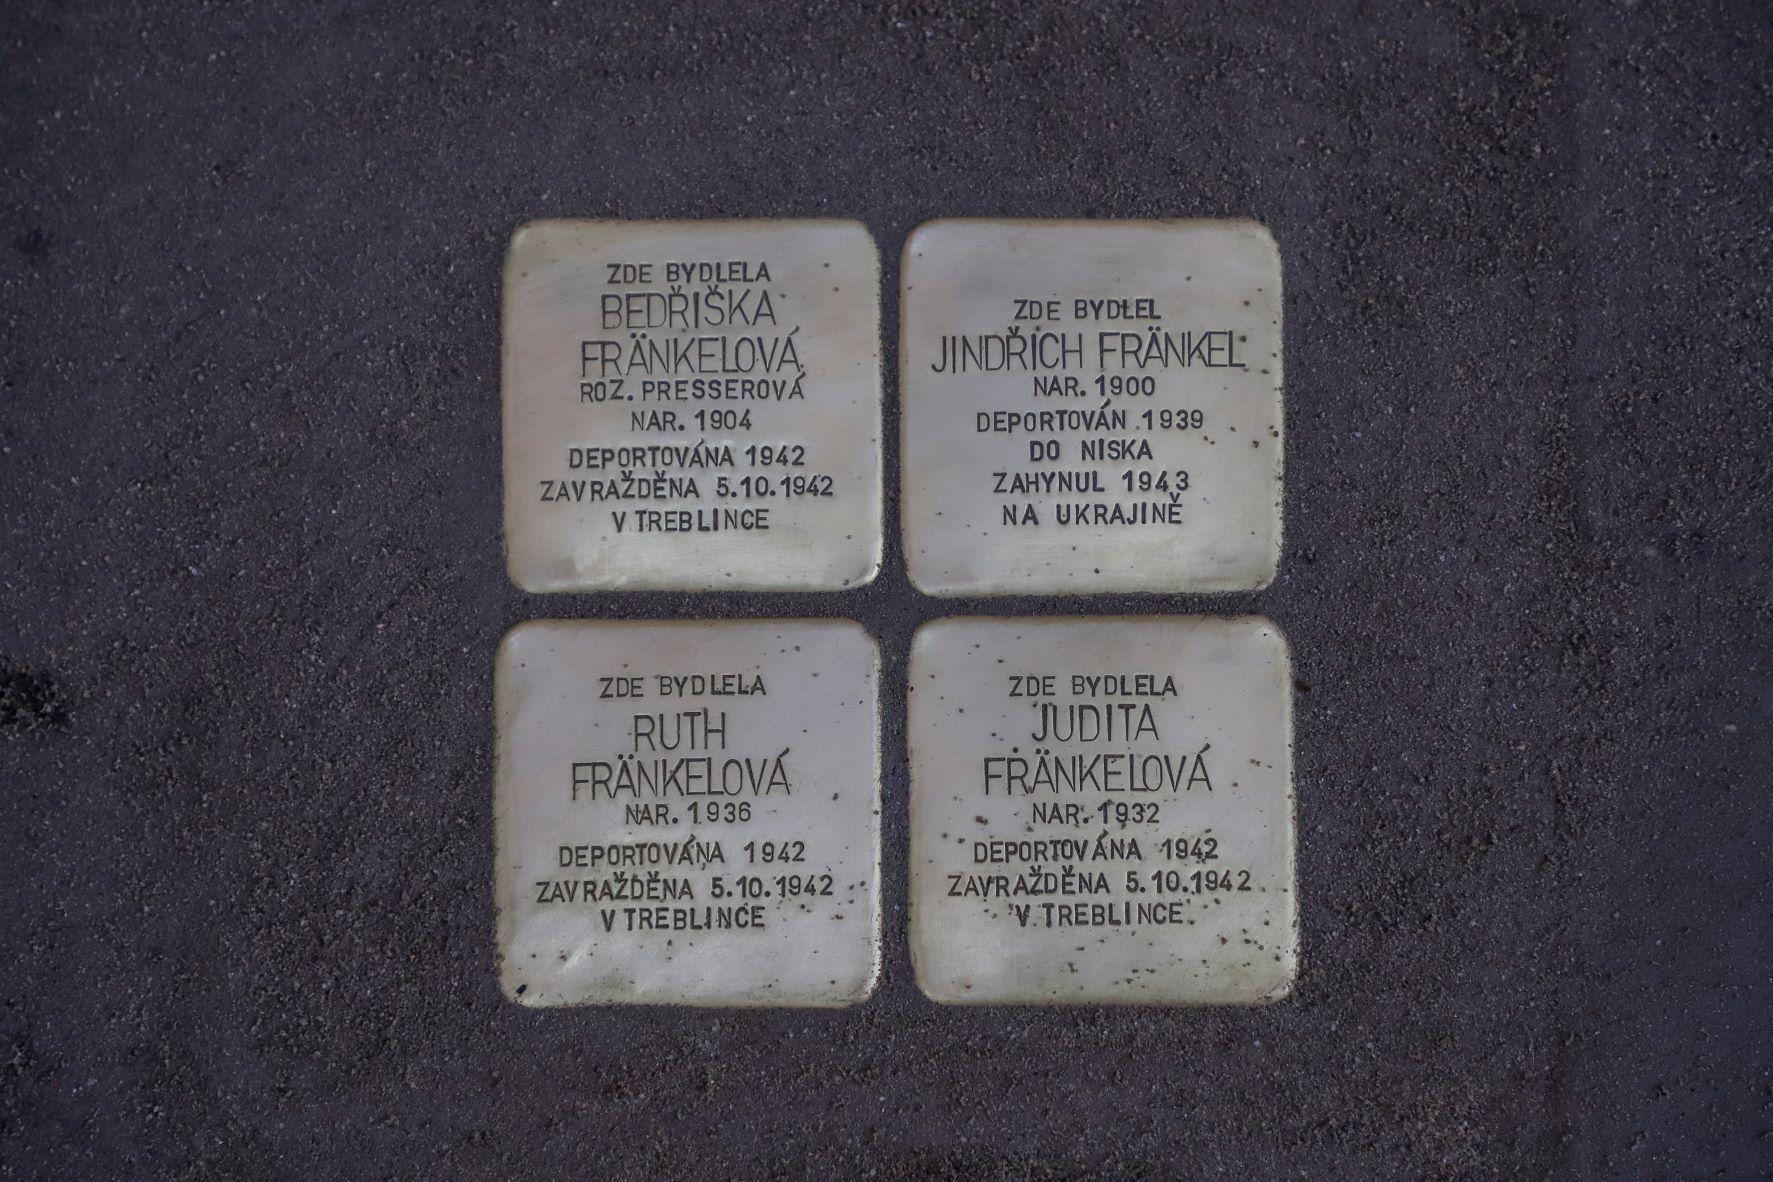 ZDE BYDLELA
BEDŘIŠKA
FRÄNKELOVÁ
ROZ. PRESSEROVÁ
NAR. 1904
DEPORTOVÁNA 1942
ZAVRAŽDĚNA 5.10.1942
V TREBLINCE
ZDE BYDLEL
JINDŘICH FRÄNKEL
NAR. 1900
DEPORTOVÁN 1939
DO NISKA
ZAHYNUL 1943
NA UKRAJINĚ
ZDE BYDLELA
RUTH
FRÄNKELOVÁ
NAR. 1936
DEPORTOVÁNA 1942
ZAVRAŽDĚNA 5.10.1942
V TREBLINCE
ZDE BYDLELA
JUDITA
FRÄNKELOVÁ
NAR. 1932
DEPORTOVÁNA 1942
ZAVRAŽDĚNA 5.10.1942
V TREBLINCE